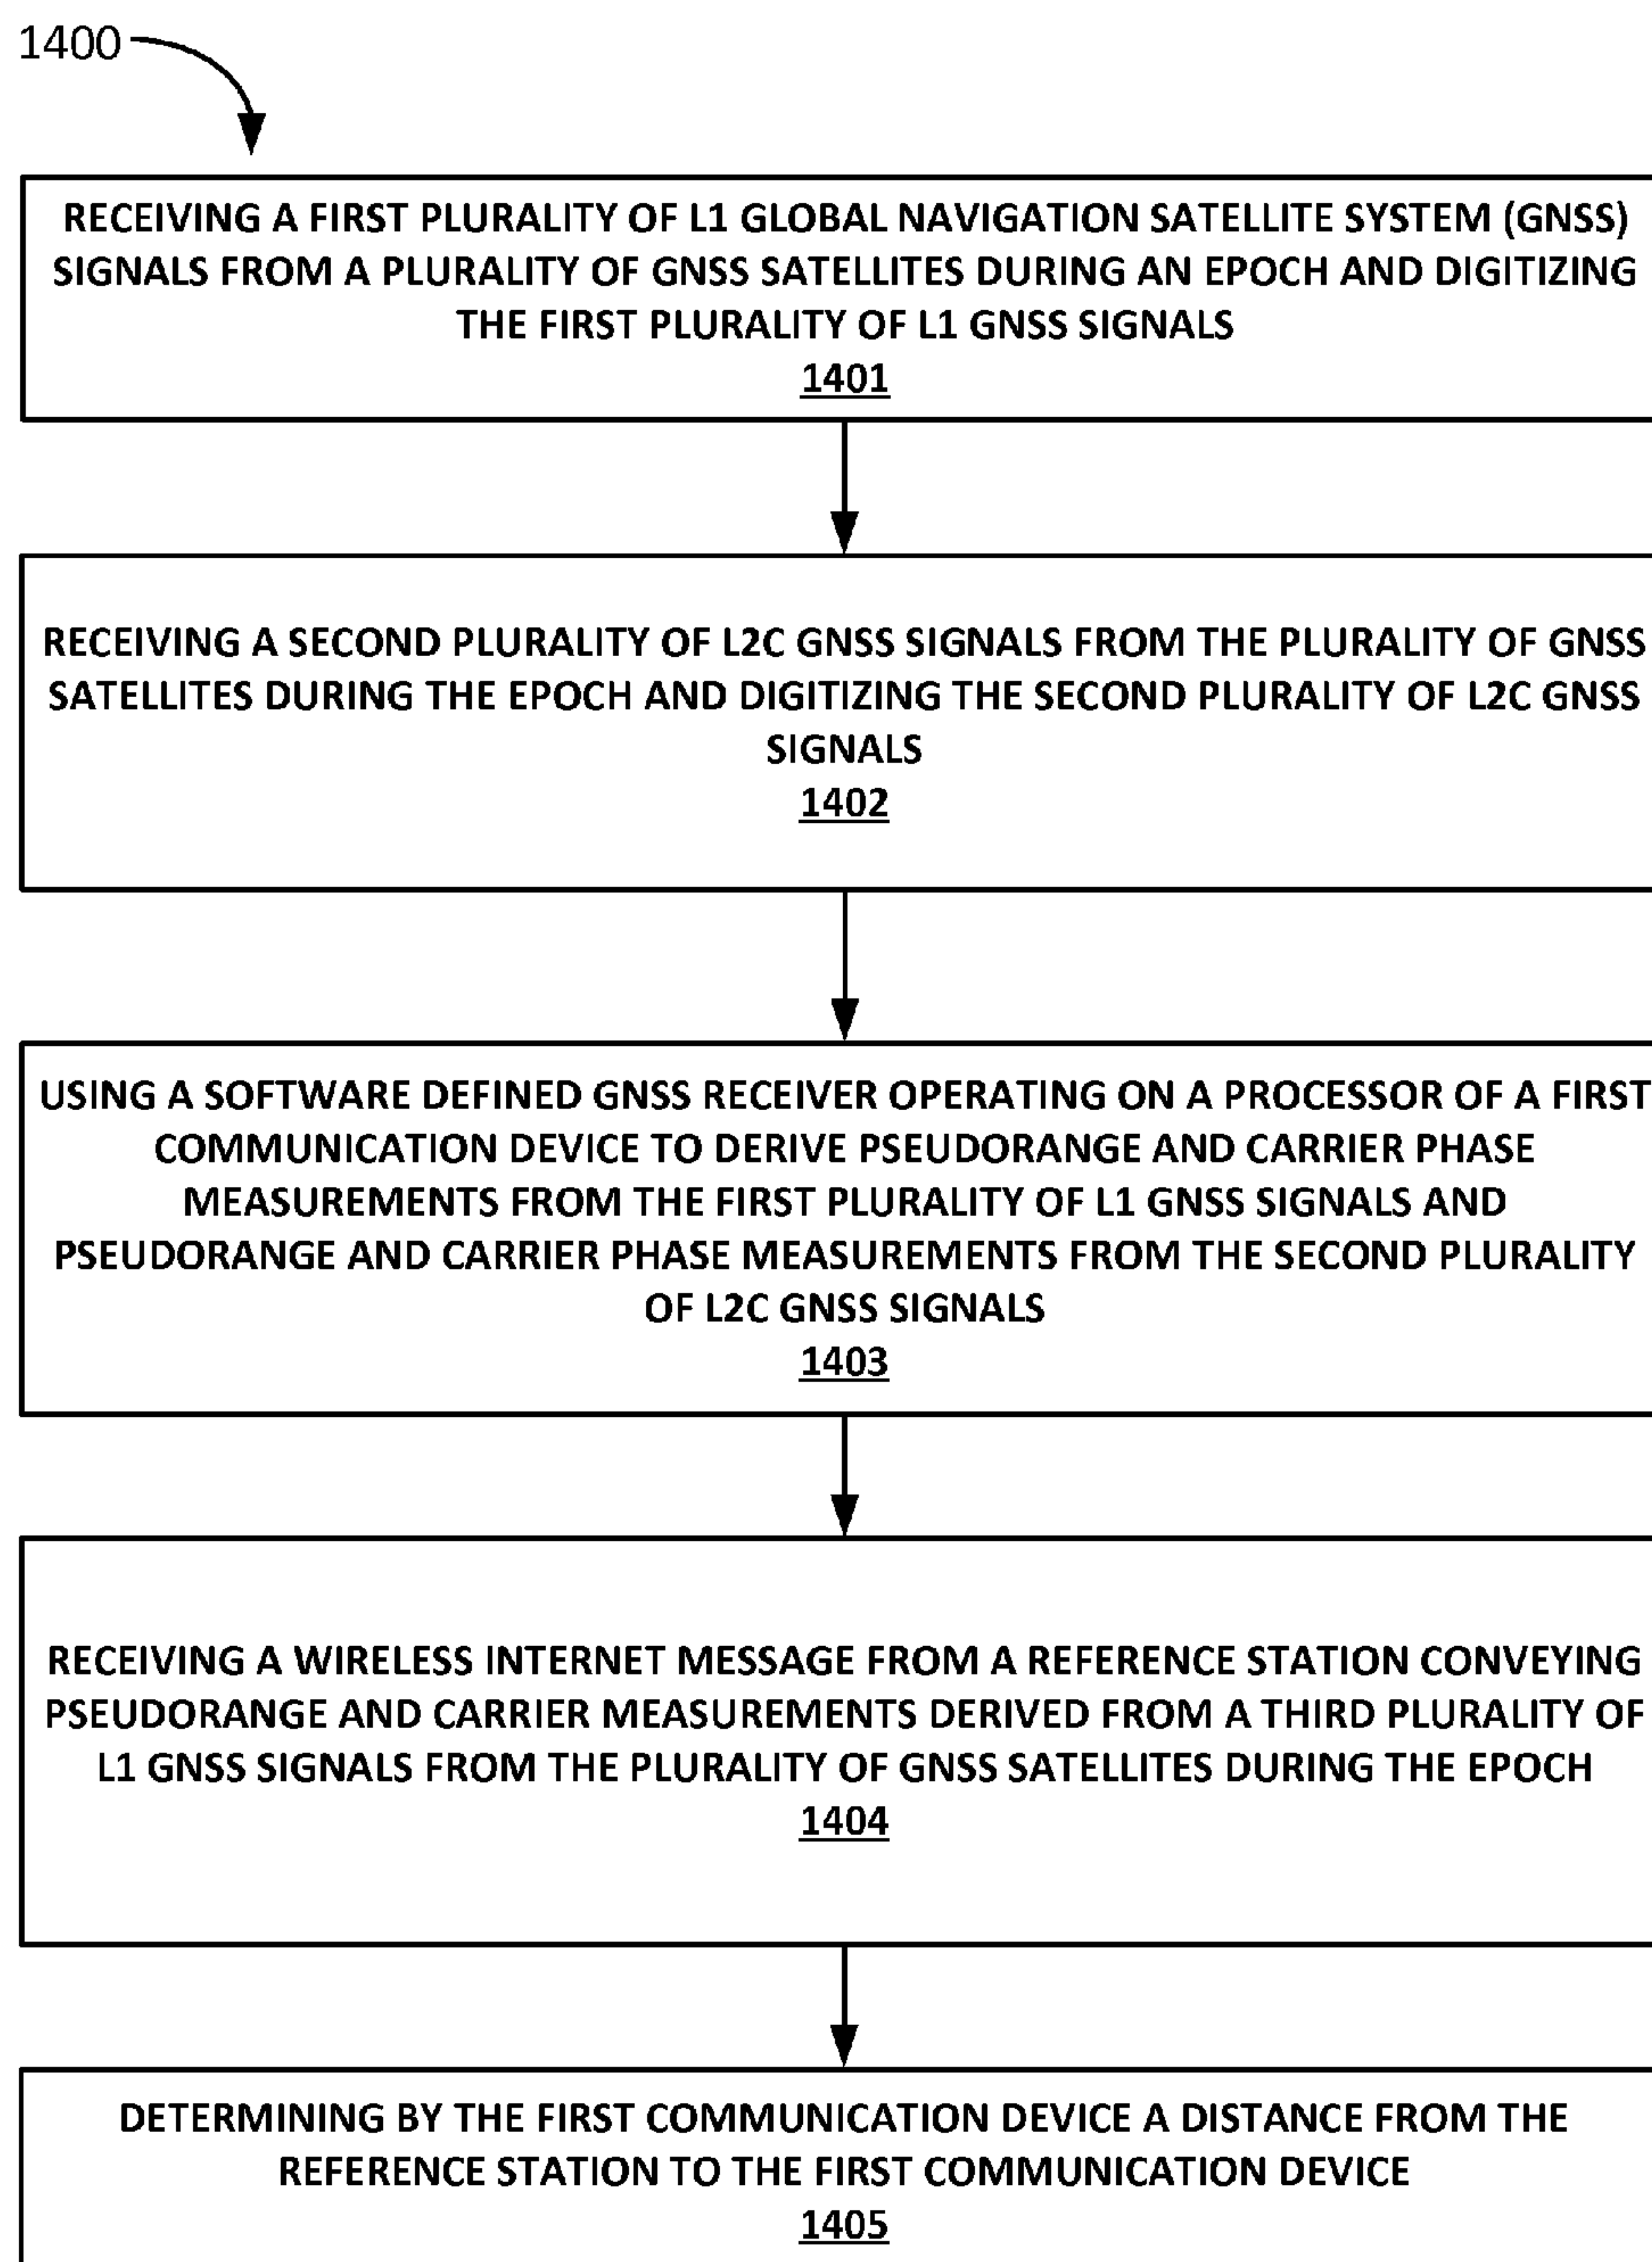 1400
RECEIVING A FIRST PLURALITY OF L1 GLOBAL NAVIGATION SATELLITE SYSTEM (GNSS)
SIGNALS FROM A PLURALITY OF GNSS SATELLITES DURING AN EPOCH AND DIGITIZING
THE FIRST PLURALITY OF L1 GNSS SIGNALS
1401
RECEIVING A SECOND PLURALITY OF L2C GNSS SIGNALS FROM THE PLURALITY OF GNSS
SATELLITES DURING THE EPOCH AND DIGITIZING THE SECOND PLURALITY OF L2C GNSS
SIGNALS
1402
USING A SOFTWARE DEFINED GNSS RECEIVER OPERATING ON A PROCESSOR OF A FIRST
COMMUNICATION DEVICE TO DERIVE PSEUDORANGE AND CARRIER PHASE
MEASUREMENTS FROM THE FIRST PLURALITY OF L1 GNSS SIGNALS AND
PSEUDORANGE AND CARRIER PHASE MEASUREMENTS FROM THE SECOND PLURALITY
OF L2C GNSS SIGNALS
1403
RECEIVING A WIRELESS INTERNET MESSAGE FROM A REFERENCE STATION CONVEYING
PSEUDORANGE AND CARRIER MEASUREMENTS DERIVED FROM A THIRD PLURALITY OF
L1 GNSS SIGNALS FROM THE PLURALITY OF GNSS SATELLITES DURING THE EPOCH
1404
DETERMINING BY THE FIRST COMMUNICATION DEVICE A DISTANCE FROM THE
REFERENCE STATION TO THE FIRST COMMUNICATION DEVICE
1405